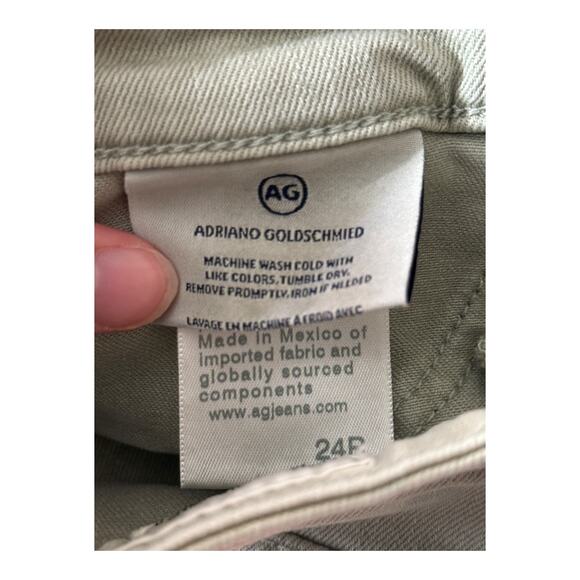 AG
ADRIANO GOLDSCHMIED
MACHINE WASH COLD WITH
LIKE COLORS, TUMBLE DRY.
REMOVE PROMPTLY, IRON IF NEEDED
LAVAGE EN MACHINE À FROID AVEC
Made in Mexico of
imported fabric and
globally sourced
components
www.agjeans.com
24R